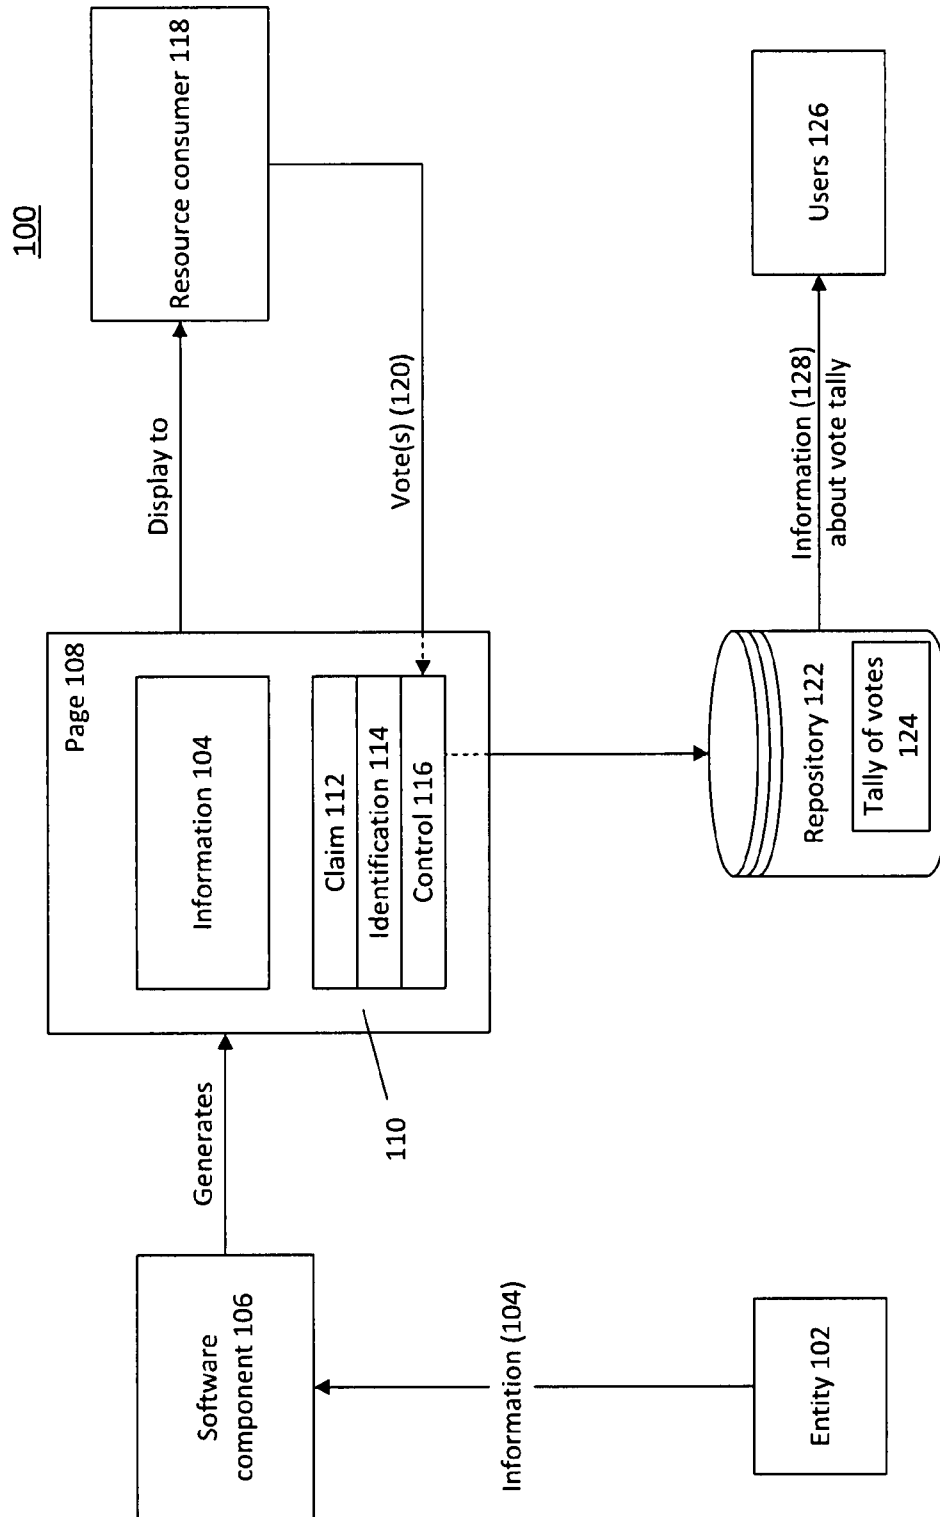 100
Software
component 106
Generates
Page 108
Information 104
Claim 112
Identification 114
Control 116
110
Display to
Resource consumer 118
Vote(s) (120)
Information (104)
Entity 102
Repository 122
Tally of votes
124
Information (128)
about vote tally
Users 126